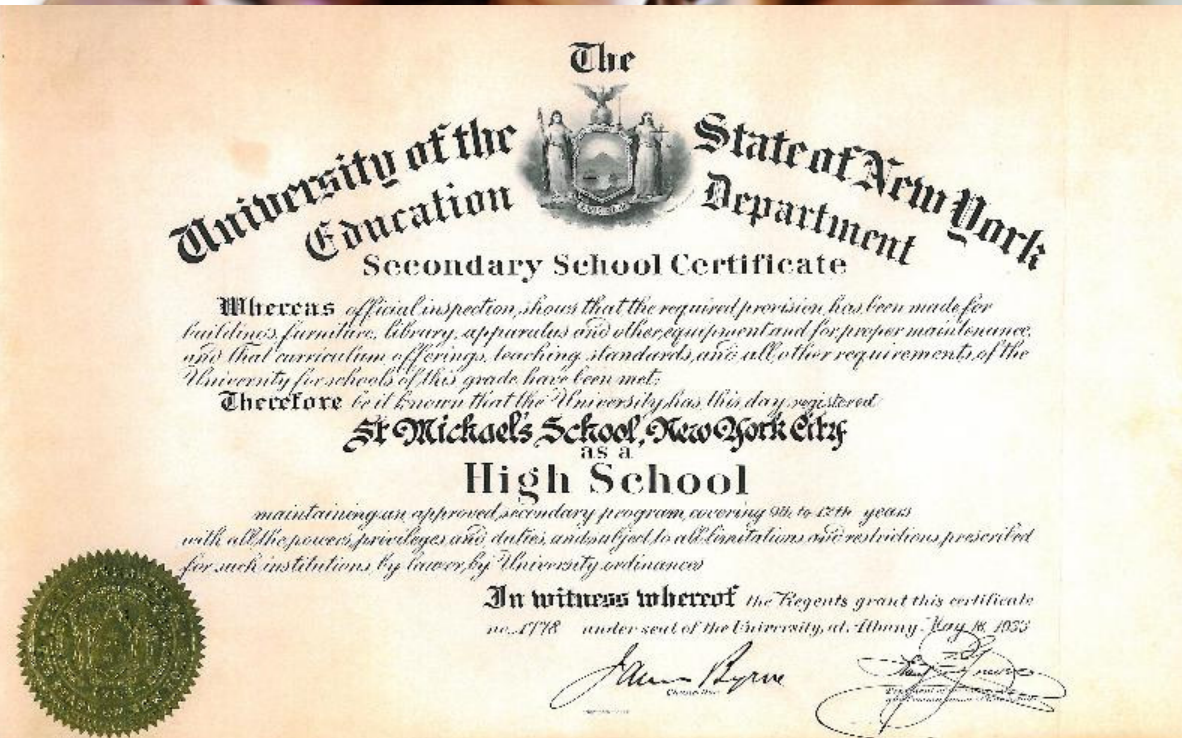 The
University of the State of New York
Education Department
Secondary School Certificate
Whereas official inspection shows that the required provision has been made for
buildings, furniture, library, apparatus and other equipment and for proper maintenance,
and that curriculum offerings, teaching standards, and all other requirements of the
University for schools of this grade have been met;
Therefore be it known that the University has this day registered
St Michael's School, New York City
as a
High School
maintaining an approved secondary program, covering 9th to 12th years
with all the powers, privileges and duties, and subject to all limitations and restrictions, prescribed
for such institutions by law or by University ordinances
In witness whereof the Regents grant this certificate
no. under seal of the University, at Albany May 18, 1933
James Byrne
Chancellor